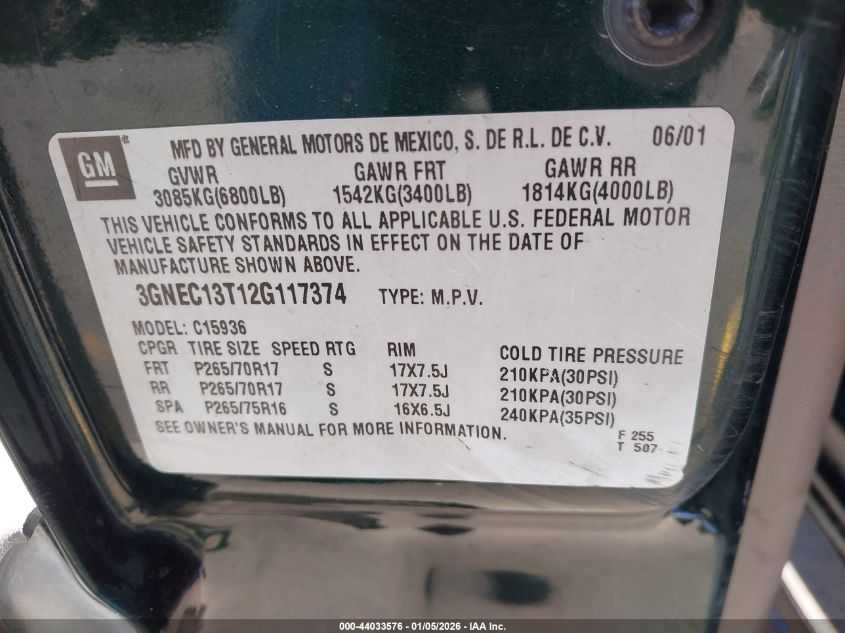 GM ®
MFD BY GENERAL MOTORS DE MEXICO, S. DE R.L. DE C.V. 06/01
GVWR GAWR FRT GAWR RR
3085KG(6800LB) 1542KG(3400LB) 1814KG(4000LB)
THIS VEHICLE CONFORMS TO ALL APPLICABLE U.S. FEDERAL MOTOR
VEHICLE SAFETY STANDARDS IN EFFECT ON THE DATE OF
MANUFACTURE SHOWN ABOVE.
3GNEC13T12G117374 TYPE: M.P.V.
MODEL: C15936
CPGR TIRE SIZE SPEED RTG RIM COLD TIRE PRESSURE
FRT P265/70R17 S 17X7.5J 210KPA(30PSI)
RR P265/70R17 S 17X7.5J 210KPA(30PSI)
SPA P265/75R16 S 16X6.5J 240KPA(35PSI)
SEE OWNER'S MANUAL FOR MORE INFORMATION.
F 255
T 507
000-44033576 - 01/05/2026 - IAA Inc.